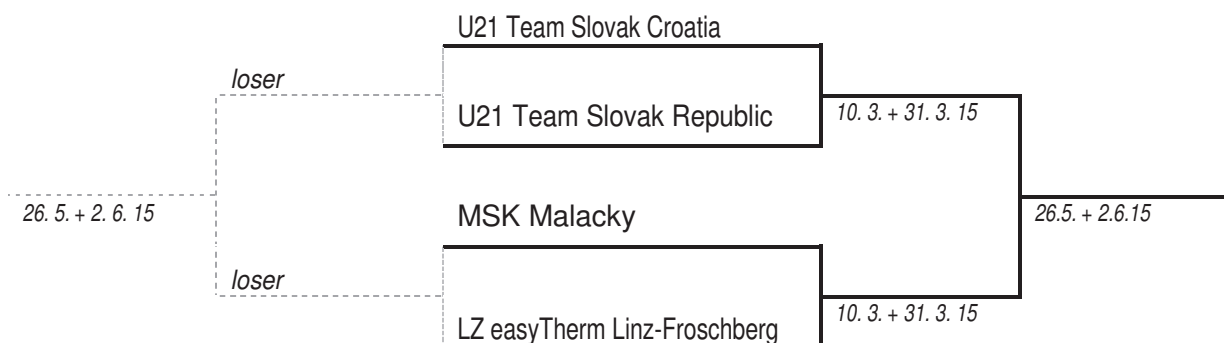 U21 Team Slovak Croatia
loser
U21 Team Slovak Republic
10. 3. + 31. 3. 15
26. 5. + 2. 6. 15
MSK Malacky
26.5. + 2.6.15
loser
LZ easyTherm Linz-Froschberg
10. 3. + 31. 3. 15